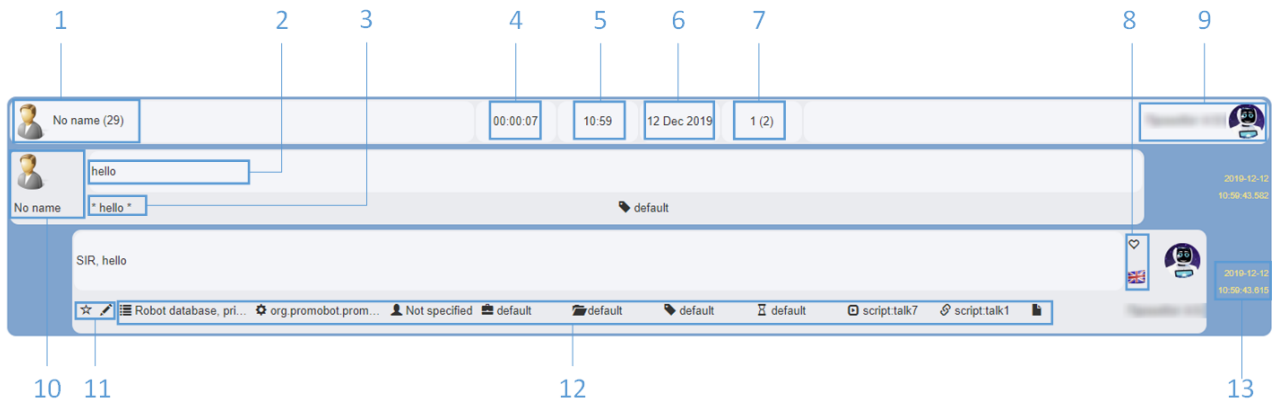 1 2 3 4 5 6 7 8 9
No name (29) 00:00:07 10:59 12 Dec 2019 1 (2)
hello
2019-12-12
10:59:43.582
No name * hello * default
SIR, hello
2019-12-12
10:59:43.615
Robot database, pri... org.promobot.prom... Not specified default default default default script:talk7 script:talk1
10 11 12 13